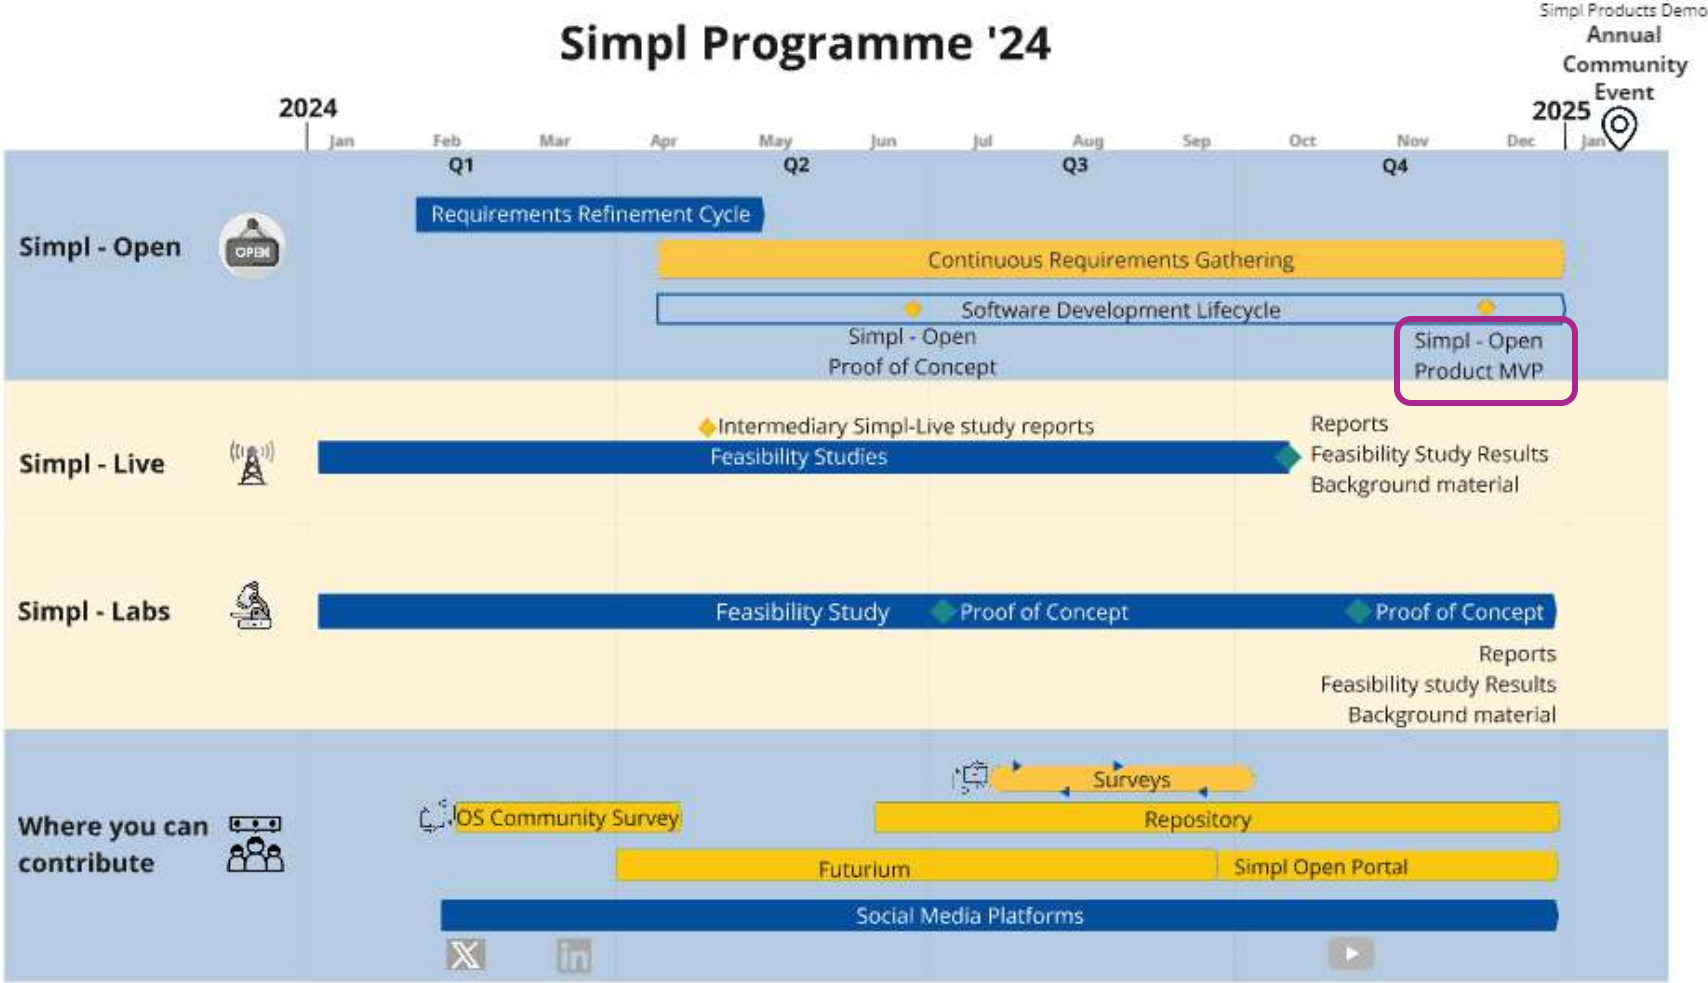 Simpl Products Demo
Annual
Community
Event
Simpl Programme '24
2024
2025
Jan Feb Mar Apr May Jun Jul Aug Sep Oct Nov Dec Jan
Q1 Q2 Q3 Q4
Simpl - Open
OPEN
Requirements Refinement Cycle
Continuous Requirements Gathering
Software Development Lifecycle
Simpl - Open
Proof of Concept
Simpl - Open
Product MVP
Simpl - Live
Intermediary Simpl-Live study reports
Feasibility Studies
Reports
Feasibility Study Results
Background material
Simpl - Labs
Feasibility Study
Proof of Concept
Proof of Concept
Reports
Feasibility study Results
Background material
Where you can
contribute
Surveys
OS Community Survey
Repository
Futurium
Simpl Open Portal
Social Media Platforms
X
in